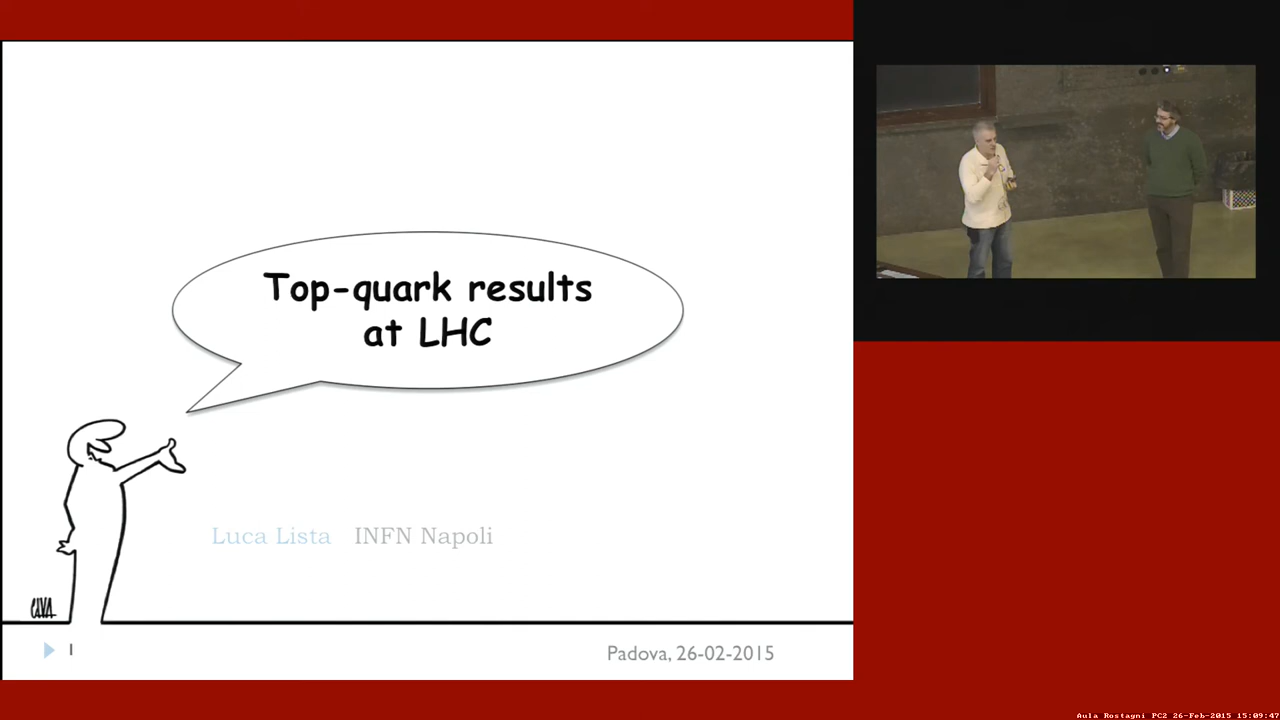 Top-quark results
at LHC
CAVA
Luca Lista INFN Napoli
1
Padova, 26-02-2015
Aula Rostagni PC2 26-Feb-2015 15:09:47